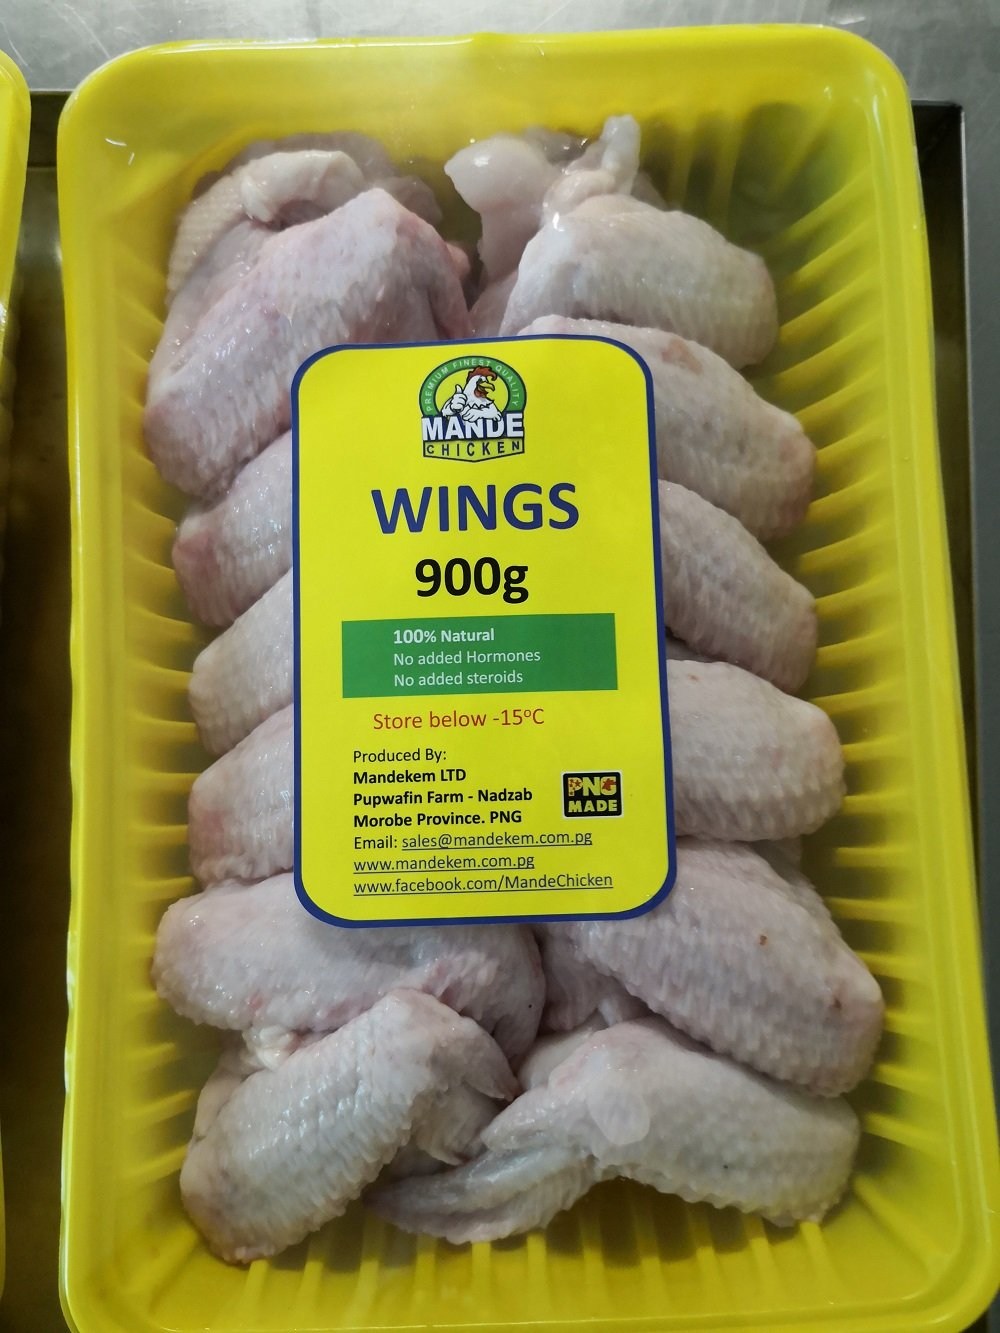 PREMIUM FINEST QUALITY
MANDE
CHICKEN
WINGS
900g
100% Natural
No added Hormones
No added steroids
Store below -15°C
Produced By:
Mandekem LTD
Pupwafin Farm - Nadzab
Morobe Province. PNG
PNG
MADE
Email: sales@mandekem.com.pg
www.mandekem.com.pg
www.facebook.com/MandeChicken